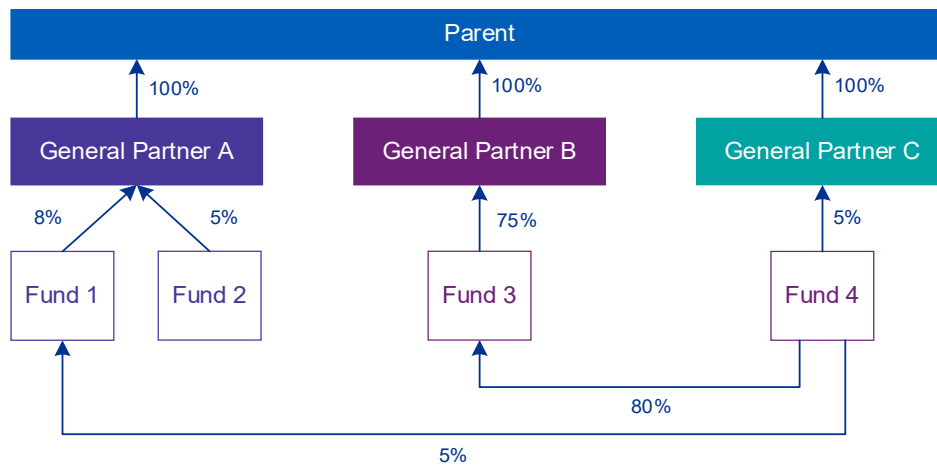 Parent
100%
100%
100%
General Partner A
General Partner B
General Partner C
8%
5%
75%
5%
Fund 1
Fund 2
Fund 3
Fund 4
80%
5%